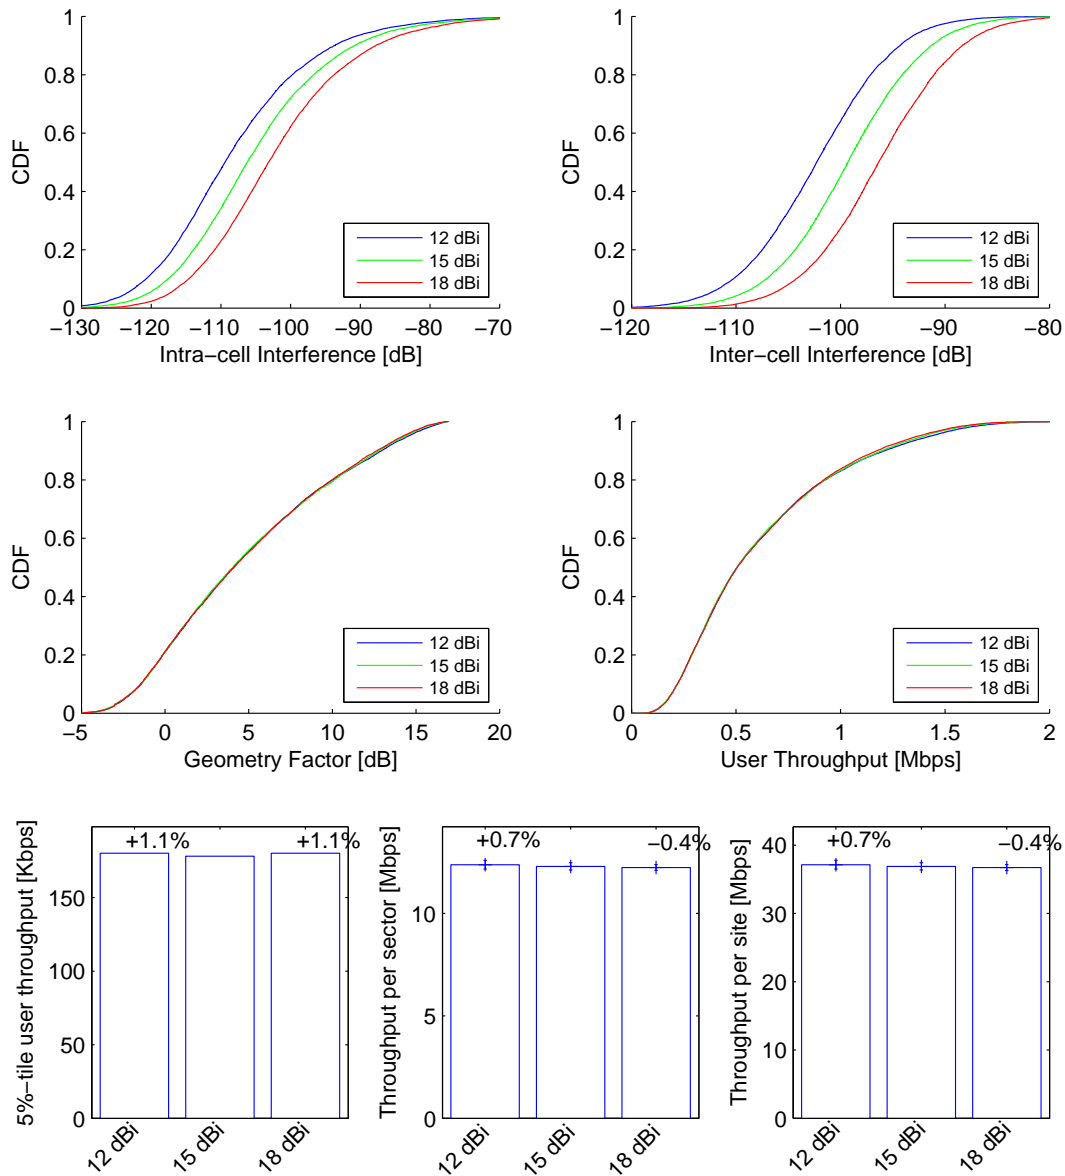 1
0.8
0.6
0.4
0.2
0
CDF
−130 −120 −110 −100 −90 −80 −70
Intra−cell Interference [dB]
12 dBi
15 dBi
18 dBi
1
0.8
0.6
0.4
0.2
0
CDF
−120 −110 −100 −90 −80
Inter−cell Interference [dB]
12 dBi
15 dBi
18 dBi
1
0.8
0.6
0.4
0.2
0
CDF
−5 0 5 10 15 20
Geometry Factor [dB]
12 dBi
15 dBi
18 dBi
1
0.8
0.6
0.4
0.2
0
CDF
0 0.5 1 1.5 2
User Throughput [Mbps]
12 dBi
15 dBi
18 dBi
5%−tile user throughput [Kbps]
150
100
50
0
+1.1% +1.1%
12 dBi 15 dBi 18 dBi
Throughput per sector [Mbps]
10
5
0
+0.7% −0.4%
12 dBi 15 dBi 18 dBi
Throughput per site [Mbps]
40
30
20
10
0
+0.7% −0.4%
12 dBi 15 dBi 18 dBi